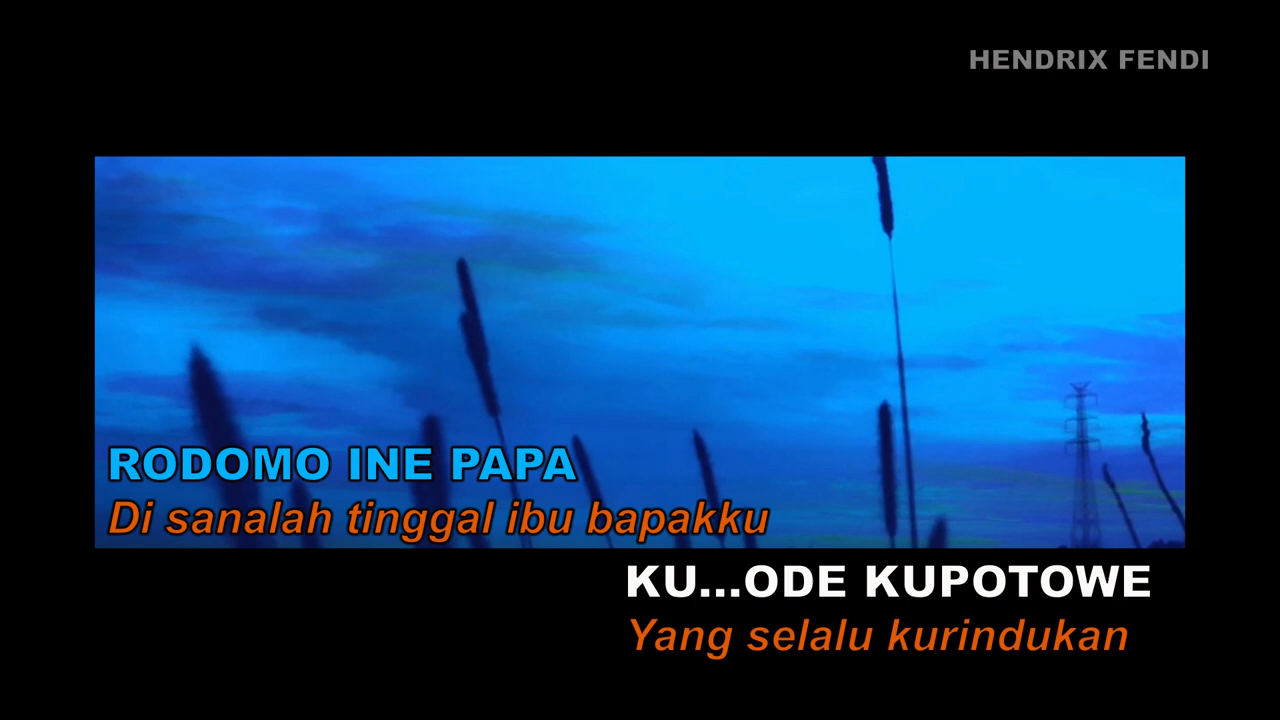 HENDRIX FENDI
RODOMO INE PAPA
Di sanalah tinggal ibu bapakku
KU...ODE KUPOTOWE
Yang selalu kurindukan